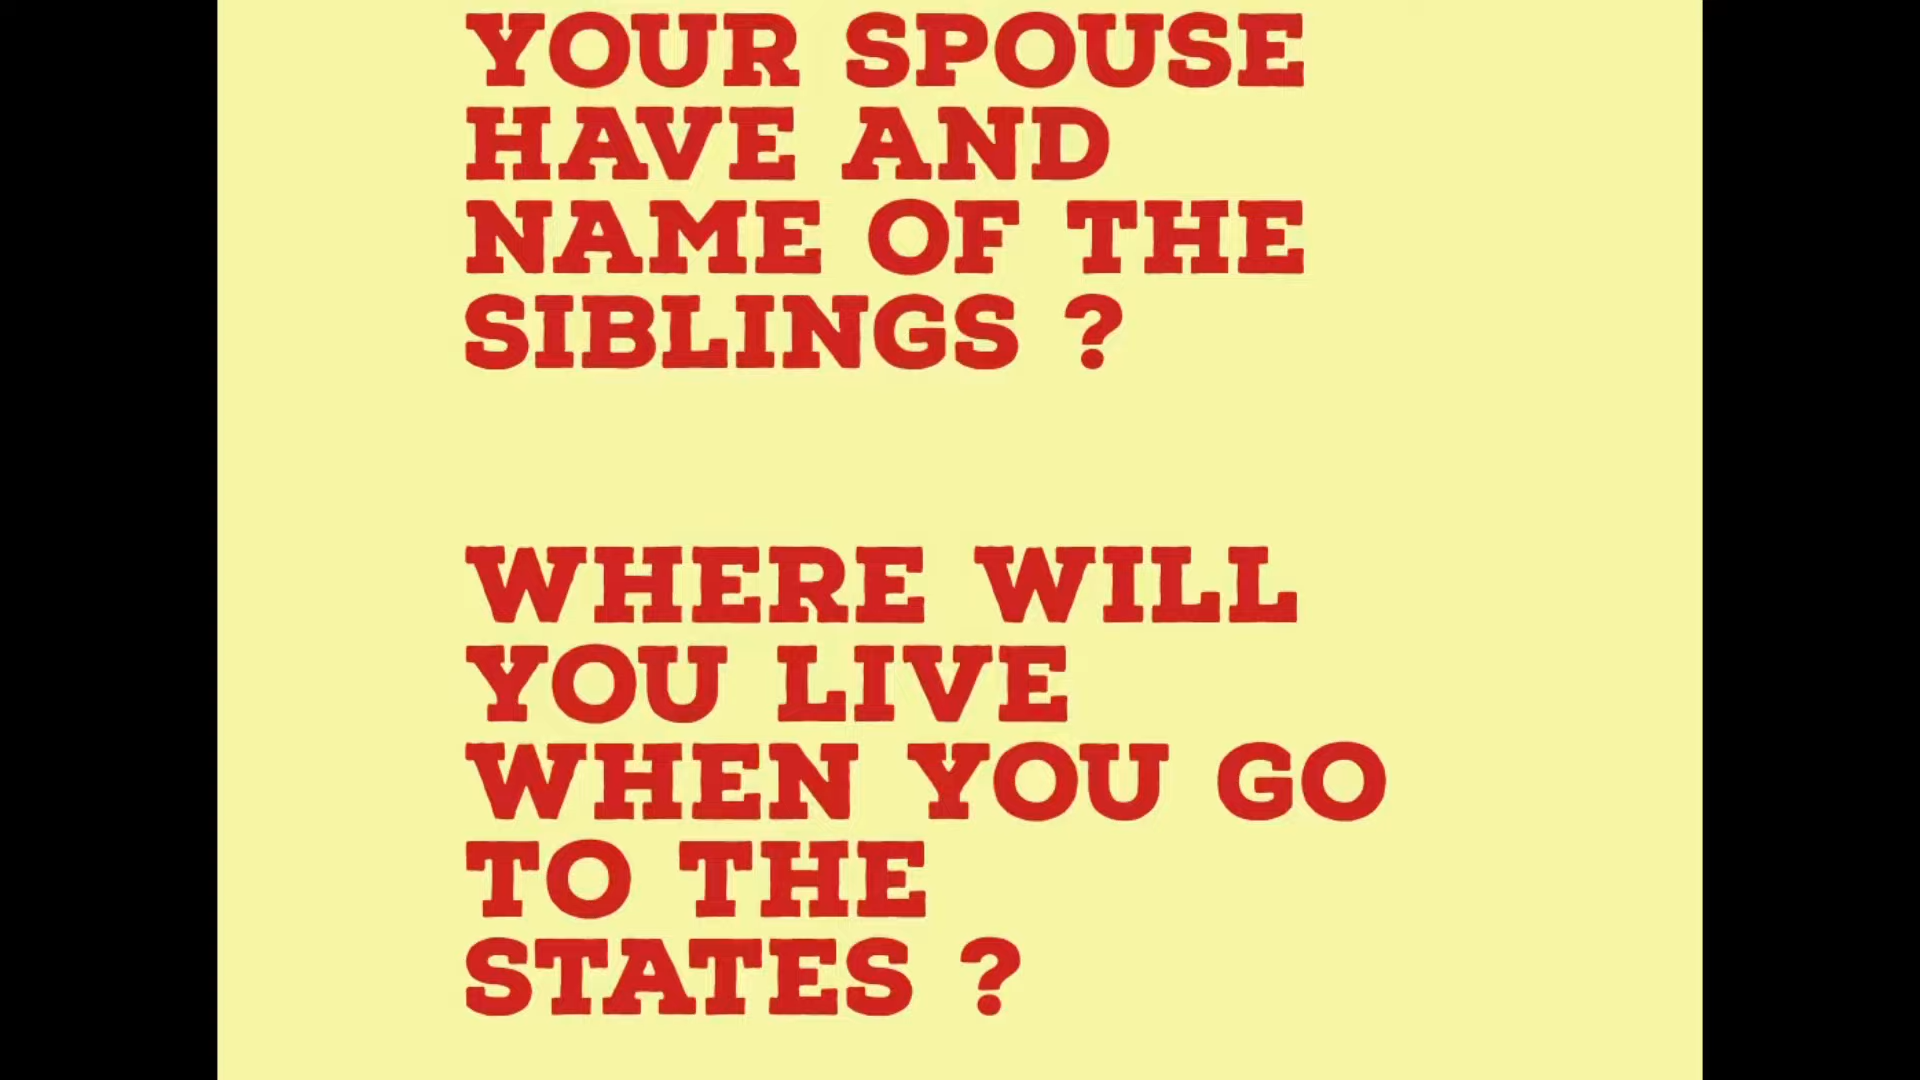 YOUR SPOUSE
HAVE AND
NAME OF THE
SIBLINGS ?
WHERE WILL
YOU LIVE
WHEN YOU GO
TO THE
STATES ?